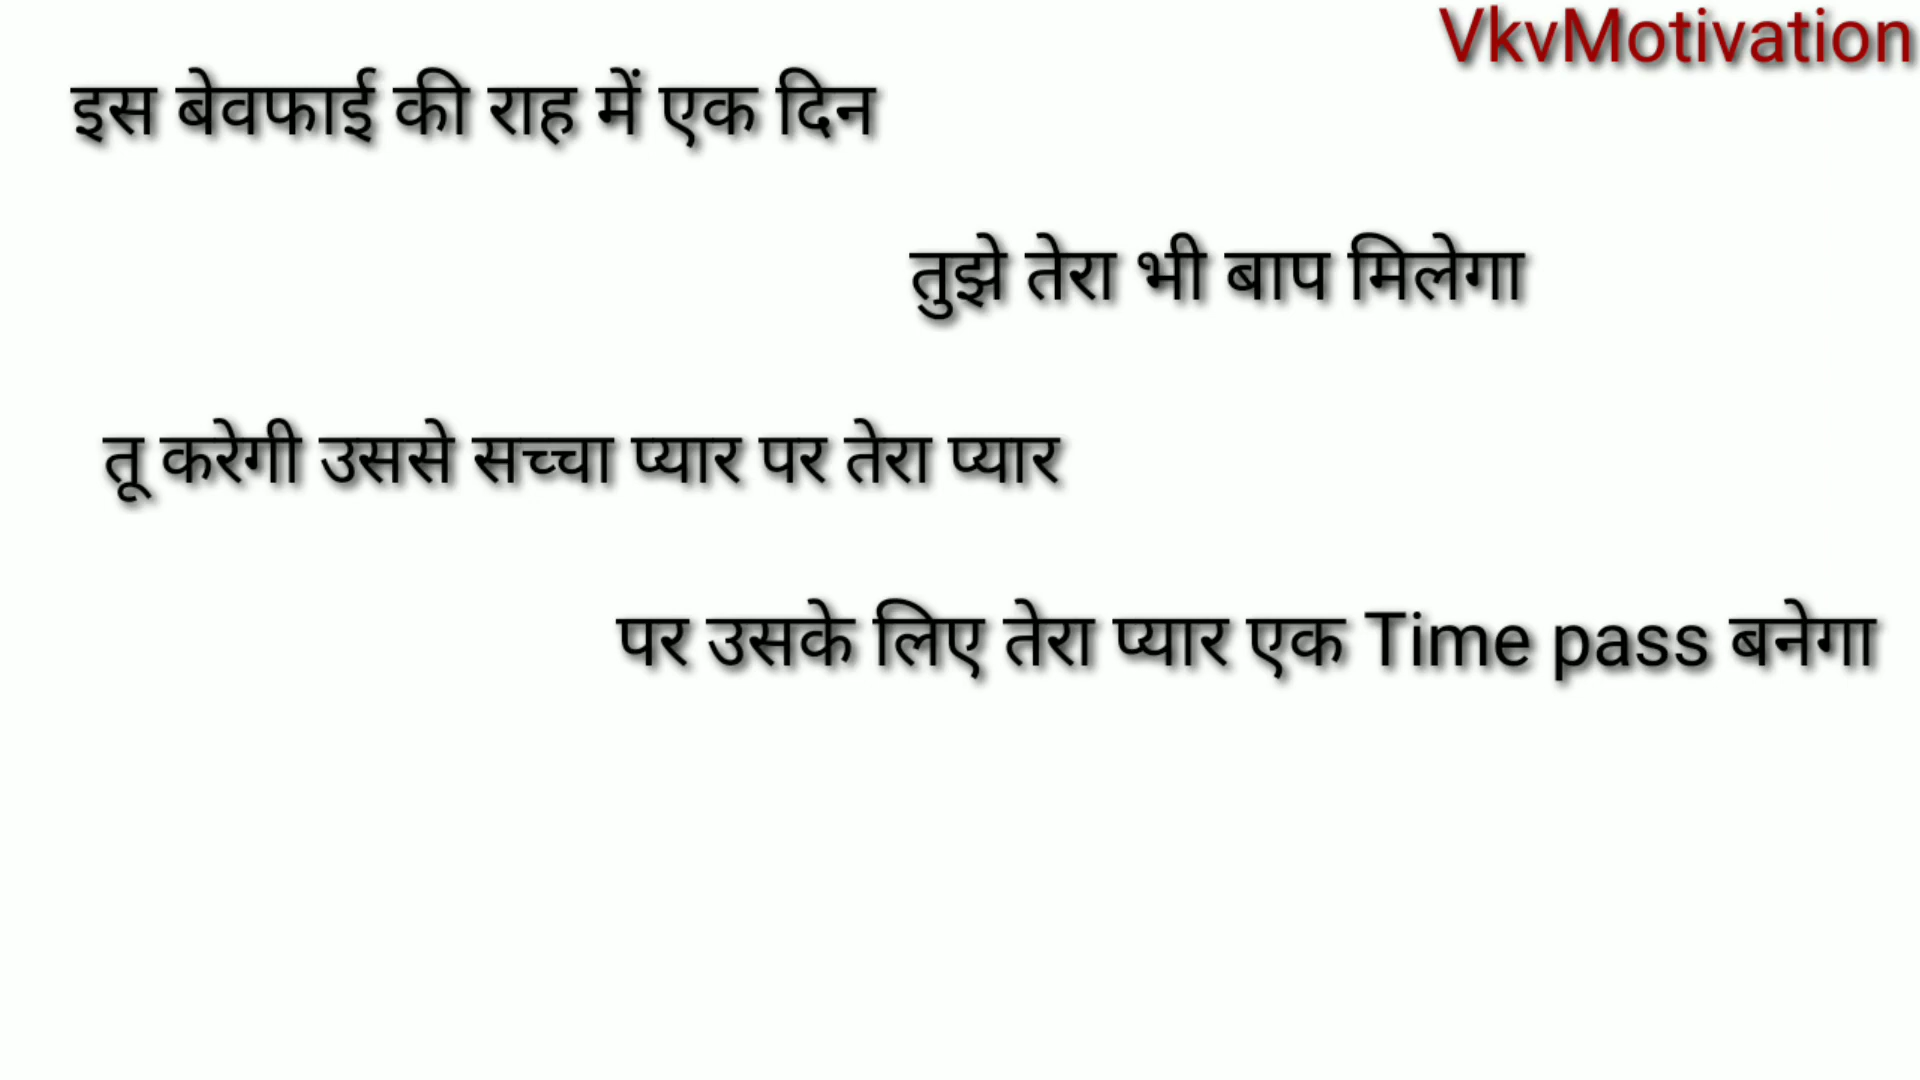 VkvMotivation
इस बेवफाई की राह में एक दिन
तुझे तेरा भी बाप मिलेगा
तू करेगी उससे सच्चा प्यार पर तेरा प्यार
पर उसके लिए तेरा प्यार एक Time pass बनेगा